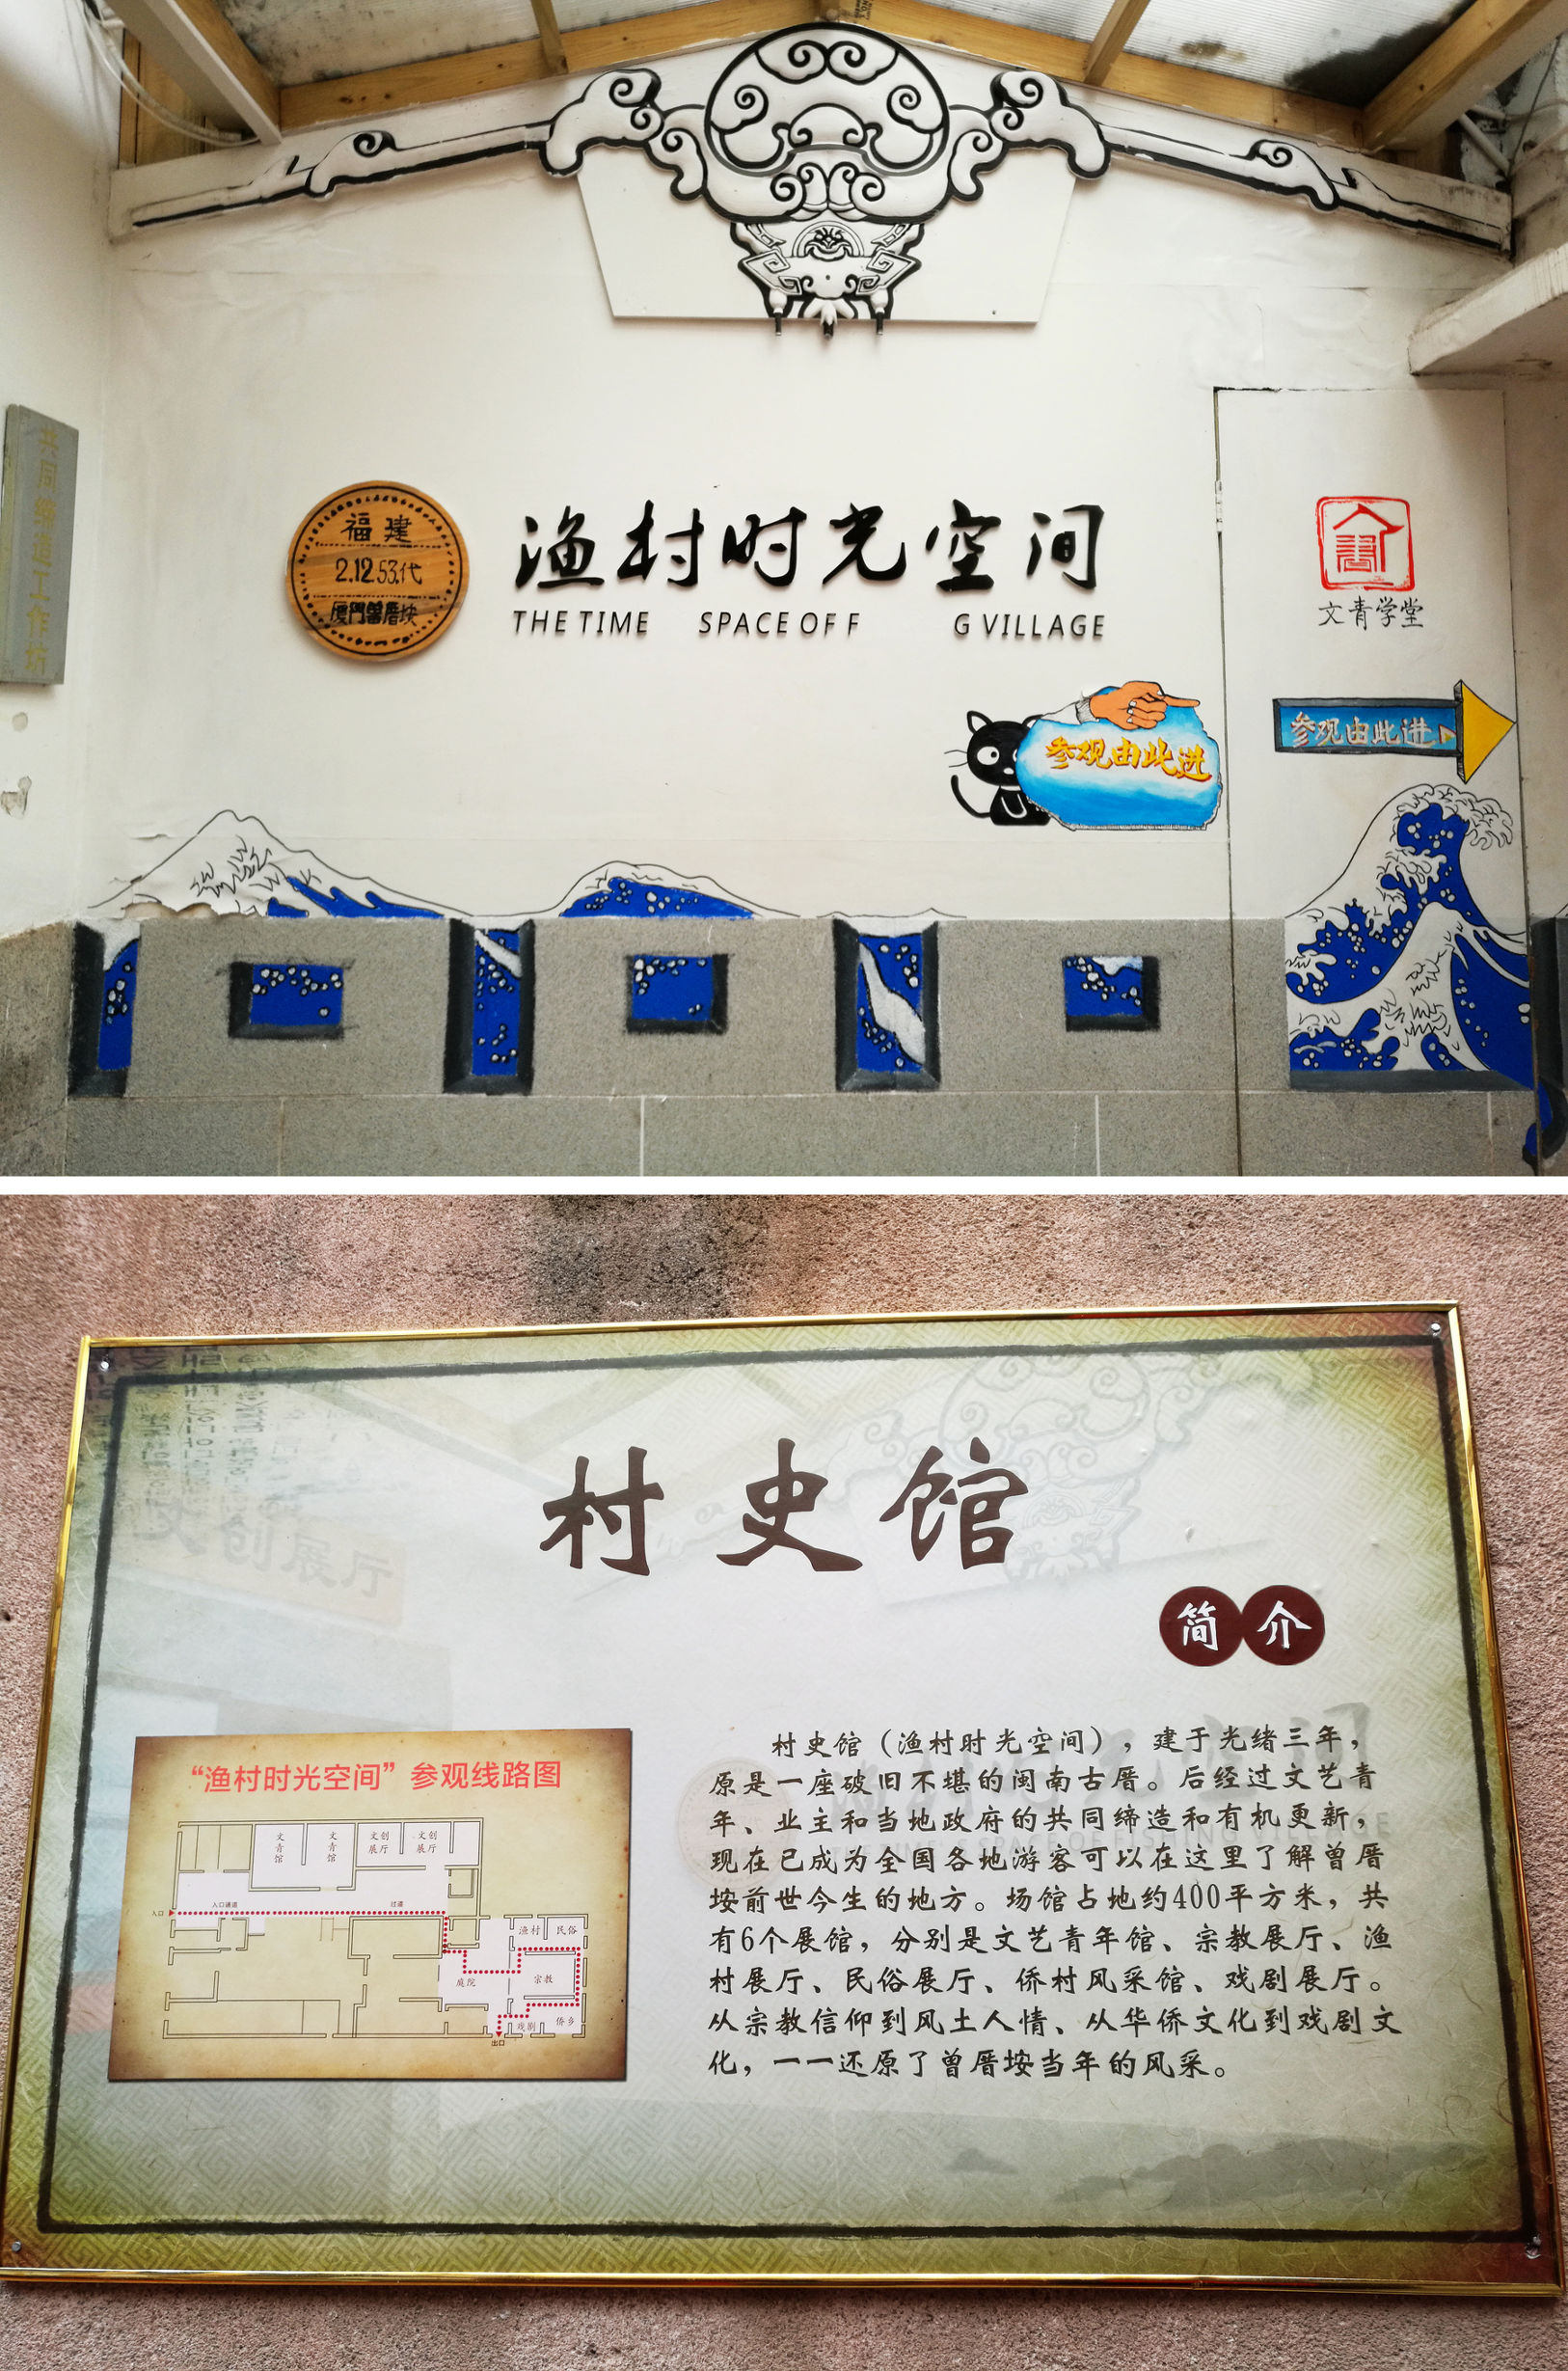 共同缔造工作坊
福建
2.12.53.代
厦門曾厝垵
渔村时光空间
THE TIME SPACE OF F G VILLAGE
文青学堂
参观由此进
参观由此进
村史馆
简介
文创展厅
“渔村时光空间”参观线路图
文青馆
文青馆
文创展厅
文创展厅
入口
入口通道
过道
渔村
民俗
庭院
宗教
戏剧
侨乡
出口
村史馆（渔村时光空间），建于光绪三年，
原是一座破旧不堪的闽南古厝。后经过文艺青
年、业主和当地政府的共同缔造和有机更新，
现在已成为全国各地游客可以在这里了解曾厝
垵前世今生的地方。场馆占地约400平方米，共
有6个展馆，分别是文艺青年馆、宗教展厅、渔
村展厅、民俗展厅、侨村风采馆、戏剧展厅。
从宗教信仰到风土人情、从华侨文化到戏剧文
化，一一还原了曾厝垵当年的风采。